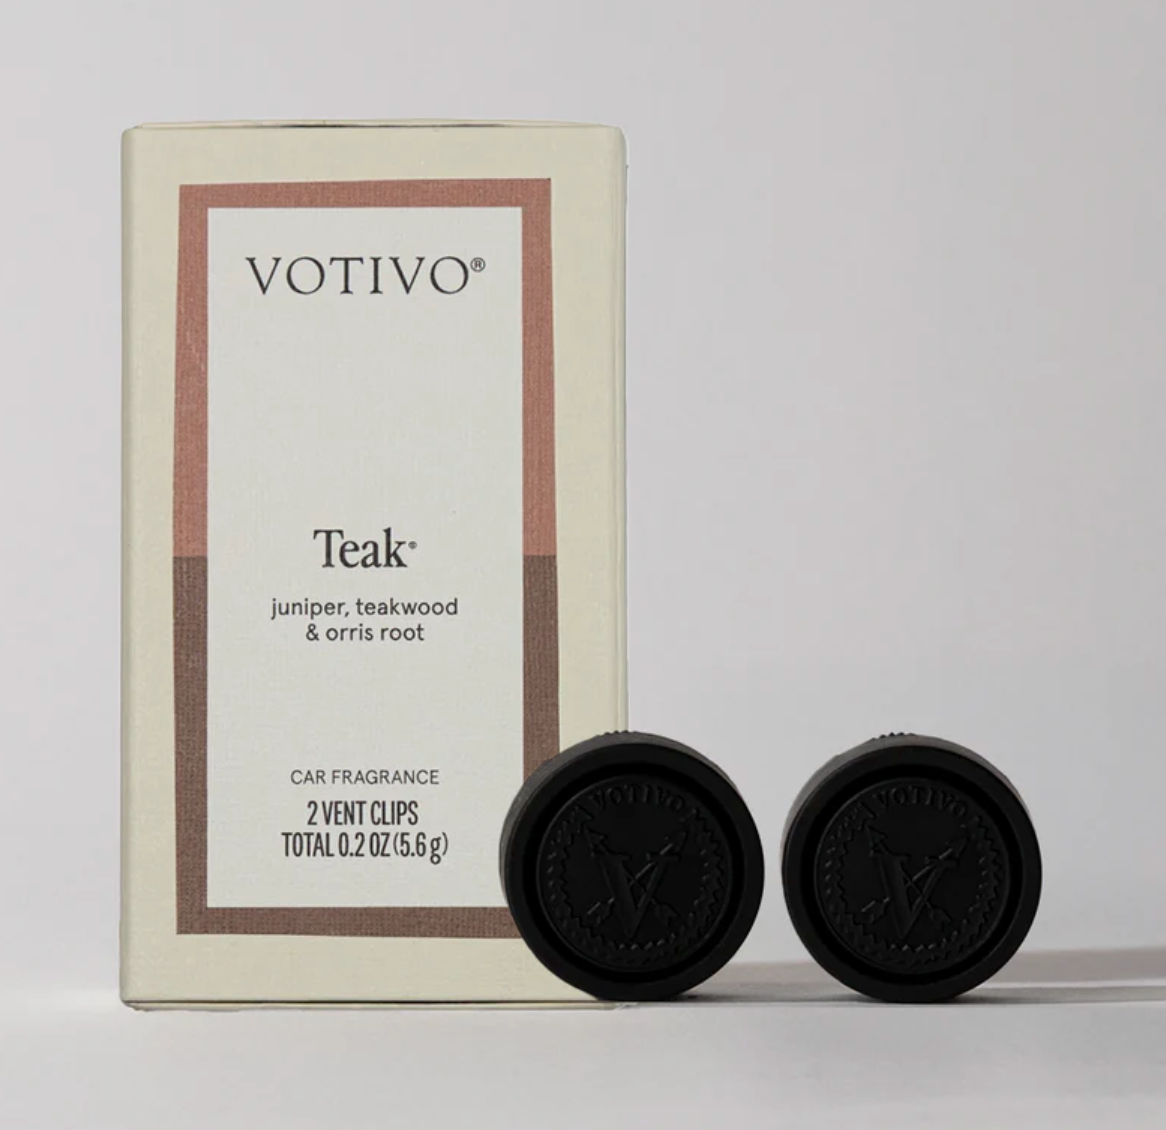 VOTIVO®
Teak®
juniper, teakwood
& orris root
CAR FRAGRANCE
2 VENT CLIPS
TOTAL 0.2 OZ (5.6 g)
VOTIVO
V
VOTIVO
V